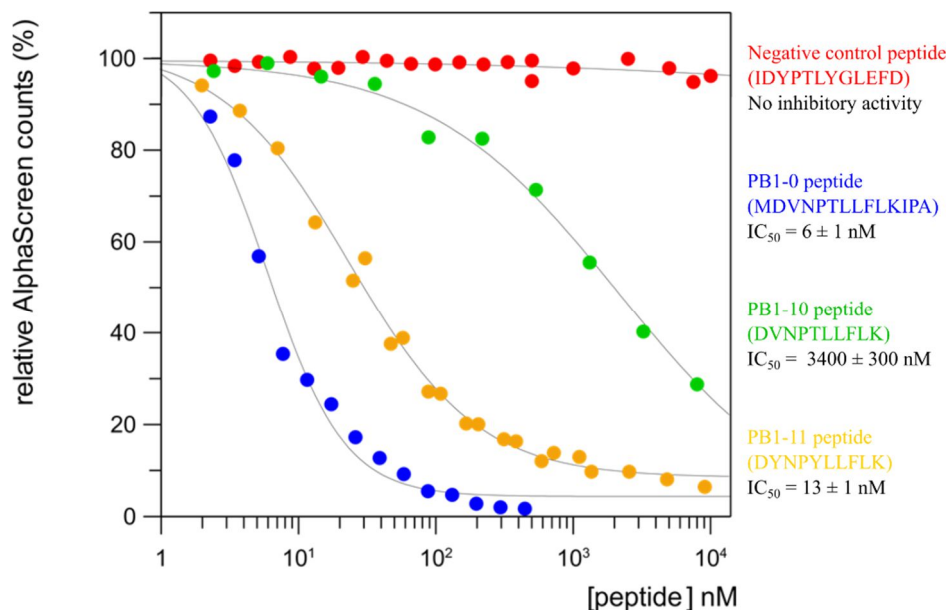 relative AlphaScreen counts (%)
100
80
60
40
20
0
1
10¹
10²
10³
10⁴
[peptide] nM
Negative control peptide
(IDYPTLYGLEFD)
No inhibitory activity
PB1-0 peptide
(MDVNPTLLFLKIPA)
IC₅₀ = 6 ± 1 nM
PB1-10 peptide
(DVNPTLLFLK)
IC₅₀ = 3400 ± 300 nM
PB1-11 peptide
(DYNPYLLFLK)
IC₅₀ = 13 ± 1 nM